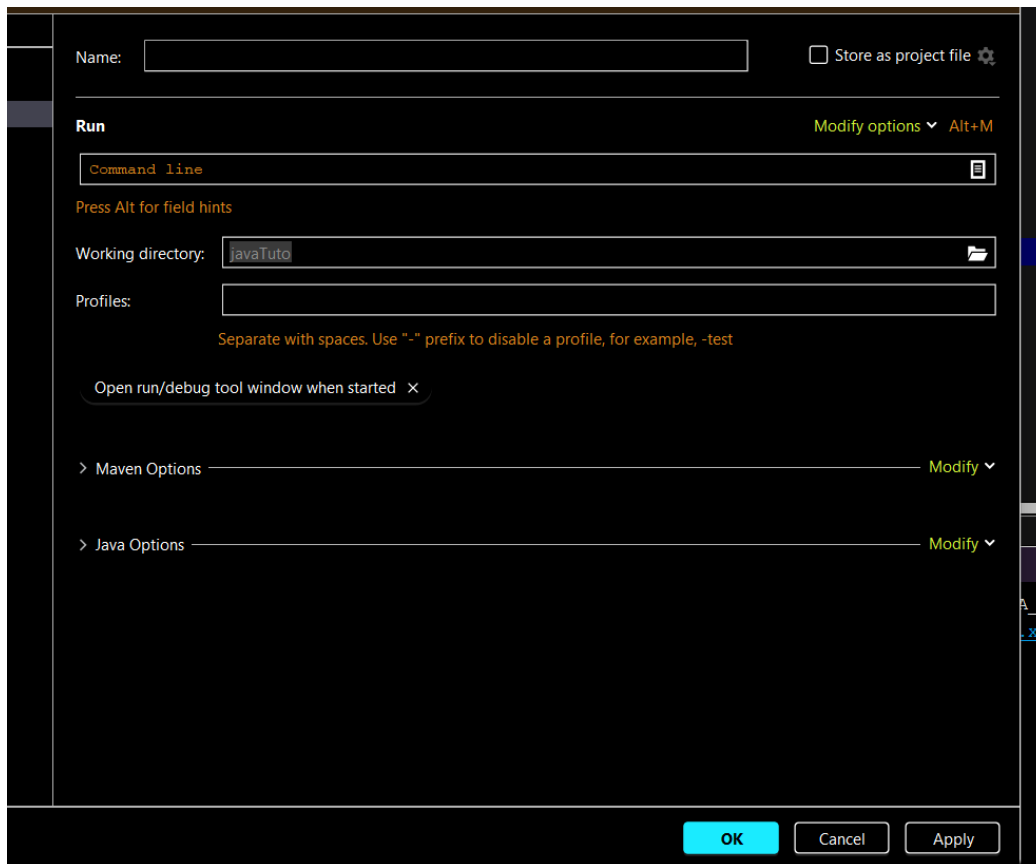 Name:
Store as project file
Run
Modify options Alt+M
Command line
Press Alt for field hints
Working directory: javaTuto
Profiles:
Separate with spaces. Use "-" prefix to disable a profile, for example, -test
Open run/debug tool window when started ×
Maven Options Modify
Java Options Modify
A_
.x
OK Cancel Apply